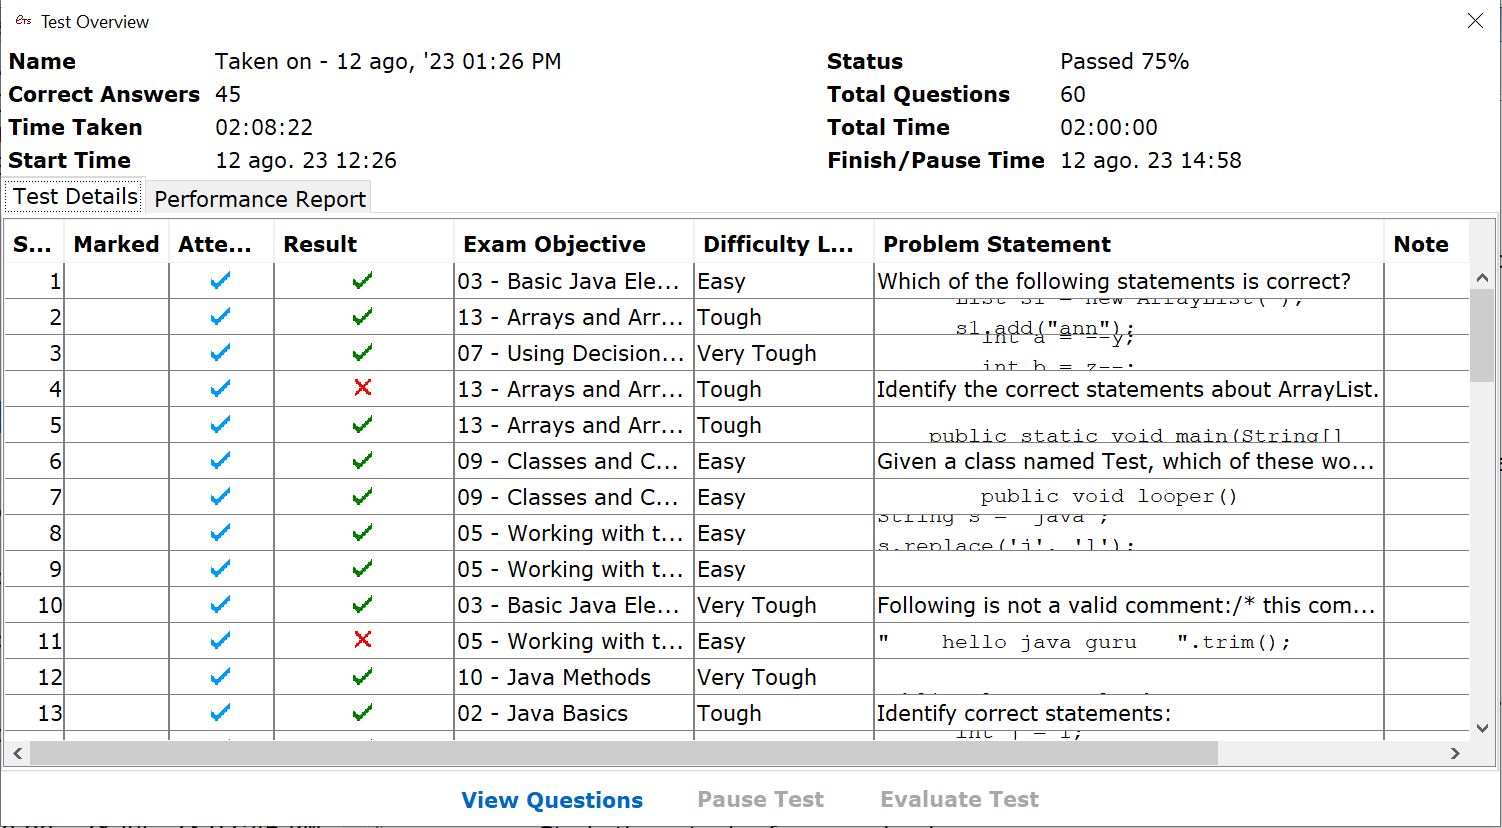 eTs Test Overview
Name Taken on - 12 ago, '23 01:26 PM Status Passed 75%
Correct Answers 45 Total Questions 60
Time Taken 02:08:22 Total Time 02:00:00
Start Time 12 ago. 23 12:26 Finish/Pause Time 12 ago. 23 14:58
Test Details Performance Report
S... Marked Atte... Result Exam Objective Difficulty L... Problem Statement Note
1 03 - Basic Java Ele... Easy Which of the following statements is correct?
List s1 = new ArrayList( );
2 13 - Arrays and Arr... Tough s1.add("ann");
int a = --y;
3 07 - Using Decision... Very Tough
int b = z--;
4 13 - Arrays and Arr... Tough Identify the correct statements about ArrayList.
5 13 - Arrays and Arr... Tough public static void main(String[]
6 09 - Classes and C... Easy Given a class named Test, which of these wo...
7 09 - Classes and C... Easy public void looper()
String s = "java";
8 05 - Working with t... Easy s.replace('j', 'l');
9 05 - Working with t... Easy
10 03 - Basic Java Ele... Very Tough Following is not a valid comment:/* this com...
11 05 - Working with t... Easy "    hello java guru   ".trim();
12 10 - Java Methods Very Tough
13 02 - Java Basics Tough Identify correct statements:
View Questions Pause Test Evaluate Test